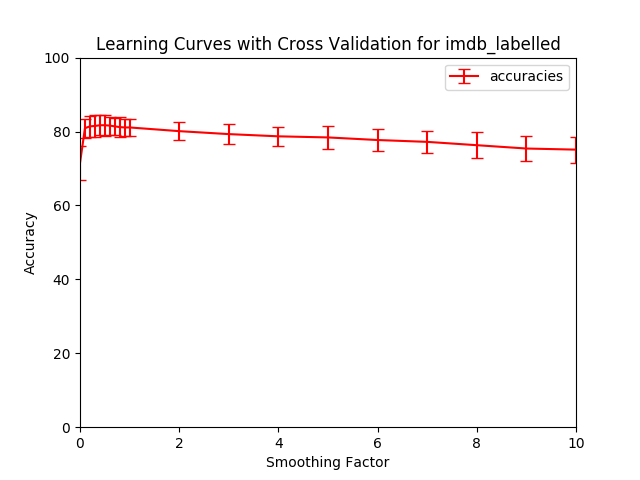 Learning Curves with Cross Validation for imdb_labelled
accuracies
100
80
60
40
20
0
Accuracy
0 2 4 6 8 10
Smoothing Factor